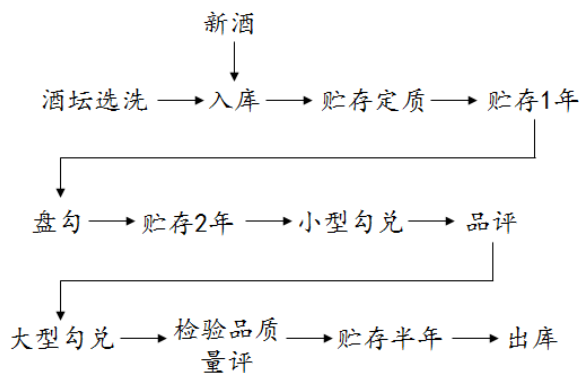 新酒
酒坛选洗
入库
贮存定质
贮存1年
盘勾
贮存2年
小型勾兑
品评
大型勾兑
检验品质
量评
贮存半年
出库